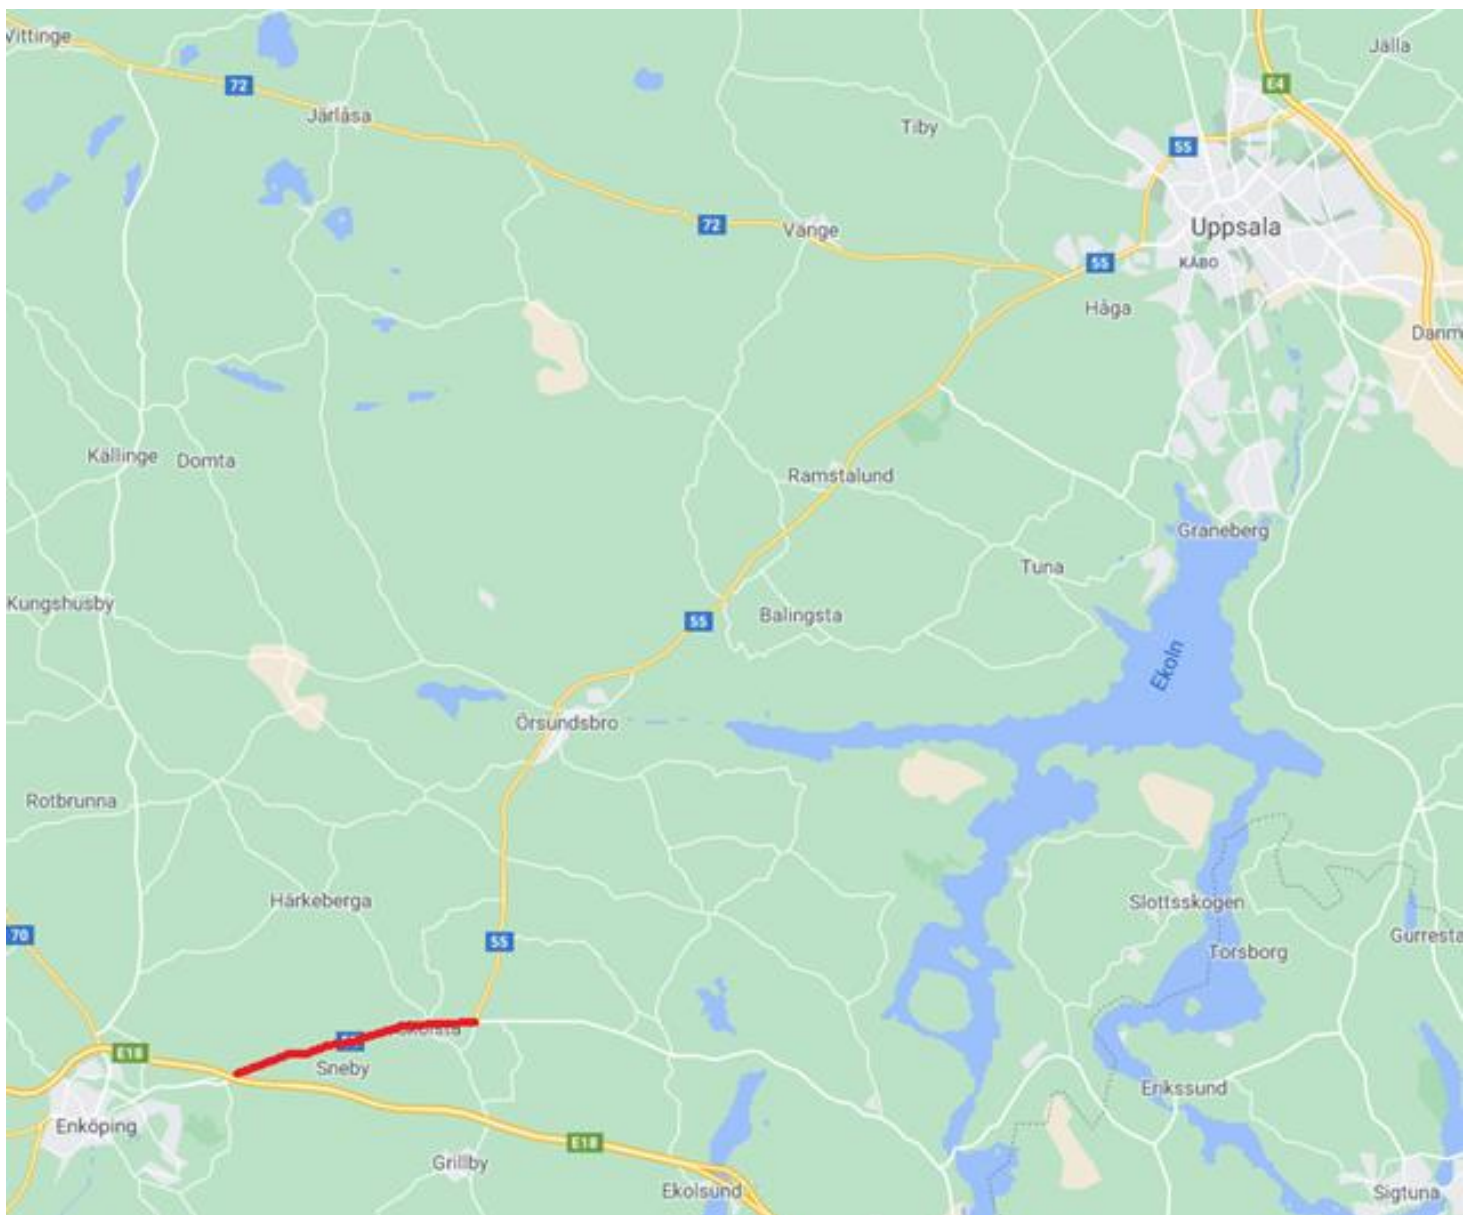 Vittinge
Jälla
72
E4
Järlåsa
Tiby
55
72
Vänge
Uppsala
KÅBO
55
Håga
Danm
Källinge
Domta
Ramstalund
Graneberg
Tuna
Kungshusby
Balingsta
55
Ekoln
Örsundsbro
Rotbrunna
Härkeberga
Slottsskogen
70
55
Gurresta
Torsborg
E18
Sneby
Erikssund
Enköping
E18
Grillby
Ekolsund
Sigtuna